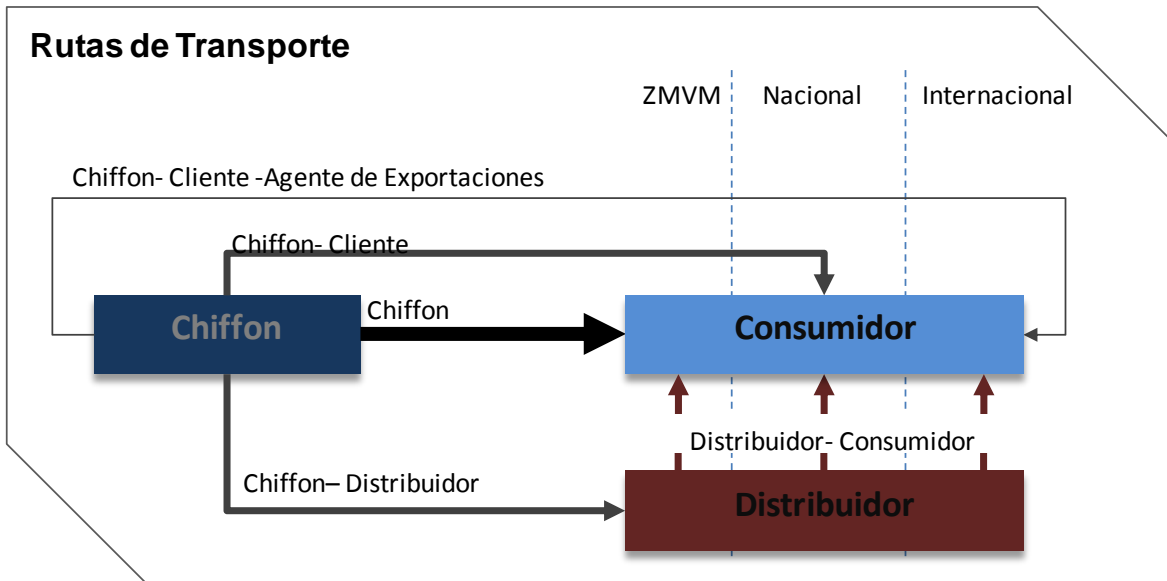 Rutas de Transporte
ZMVM
Nacional
Internacional
Chiffon- Cliente -Agente de Exportaciones
Chiffon- Cliente
Chiffon
Chiffon
Consumidor
Distribuidor- Consumidor
Chiffon– Distribuidor
Distribuidor